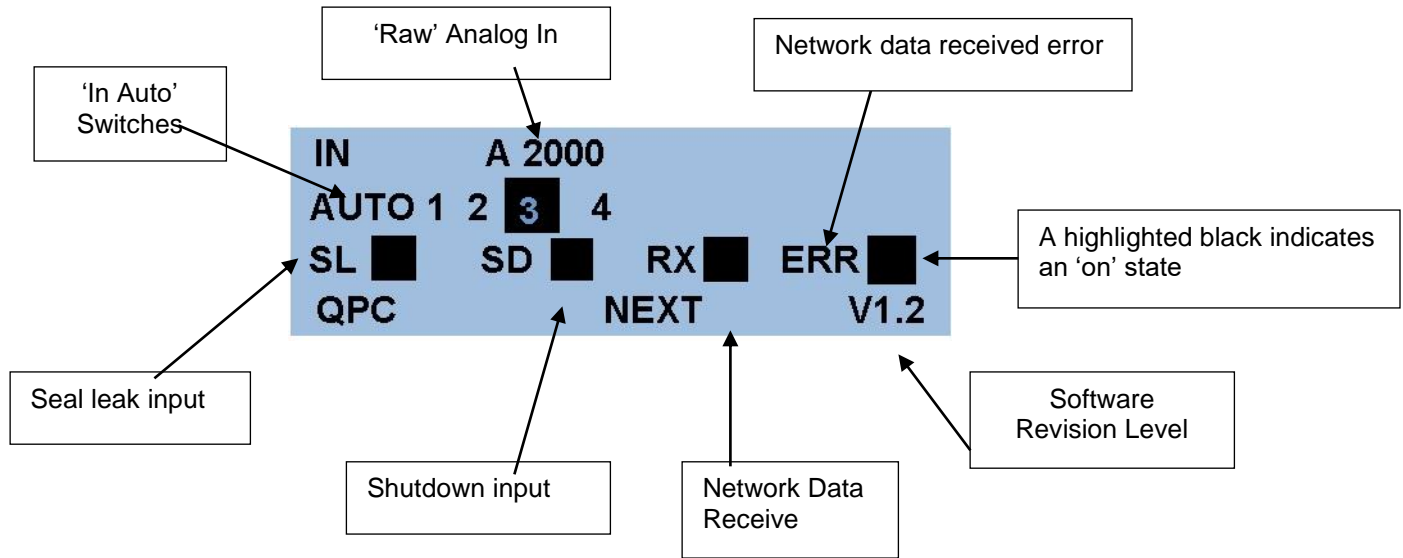 ‘Raw’ Analog In
Network data received error
‘In Auto’
Switches
IN A 2000
AUTO 1 2 3 4
SL SD RX ERR
QPC NEXT V1.2
A highlighted black indicates
an ‘on’ state
Seal leak input
Software
Revision Level
Shutdown input
Network Data
Receive